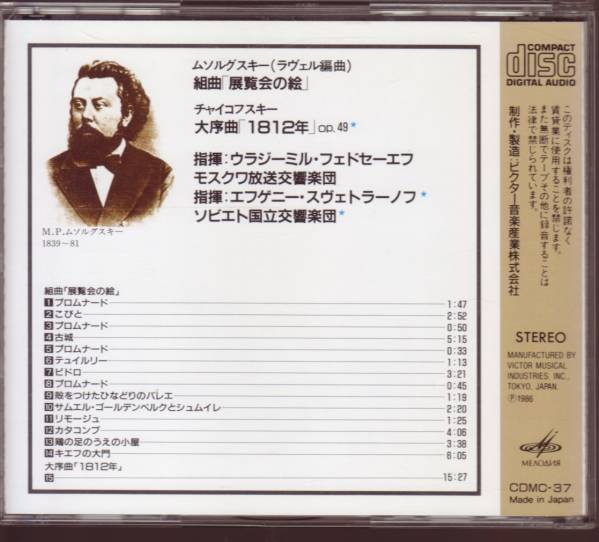 ムソルグスキー(ラヴェル編曲)
組曲「展覧会の絵」
チャイコフスキー
大序曲「1812年」op.49*
指揮:ウラジーミル・フェドセーエフ
モスクワ放送交響楽団
指揮:エフゲニー・スヴェトラーノフ*
ソビエト国立交響楽団*
M.P.ムソルグスキー
1839〜81
組曲「展覧会の絵」
1 プロムナード 1:47
2 こびと 2:52
3 プロムナード 0:50
4 古城 5:15
5 プロムナード 0:33
6 テュイルリー 1:13
7 ビドロ 3:21
8 プロムナード 0:45
9 殻をつけたひなどりのバレエ 1:19
10 サムエル・ゴールデンベルクとシュムイレ 2:20
11 リモージュ 1:25
12 カタコンブ 4:06
13 鶏の足のうえの小屋 3:38
14 キエフの大門 6:05
大序曲「1812年」
15 15:27
COMPACT
disc
DIGITAL AUDIO
このディスクは権利者の許諾なく
賃貸業に使用することを禁じます。
また無断でテープその他に録音することは
法律で禁じられています。
制作・製造:ビクター音楽産業株式会社
STEREO
MANUFACTURED BY
VICTOR MUSICAL
INDUSTRIES. INC.,
TOKYO, JAPAN.
Ⓟ1986
МЕЛОДИЯ
CDMC-37
Made in Japan